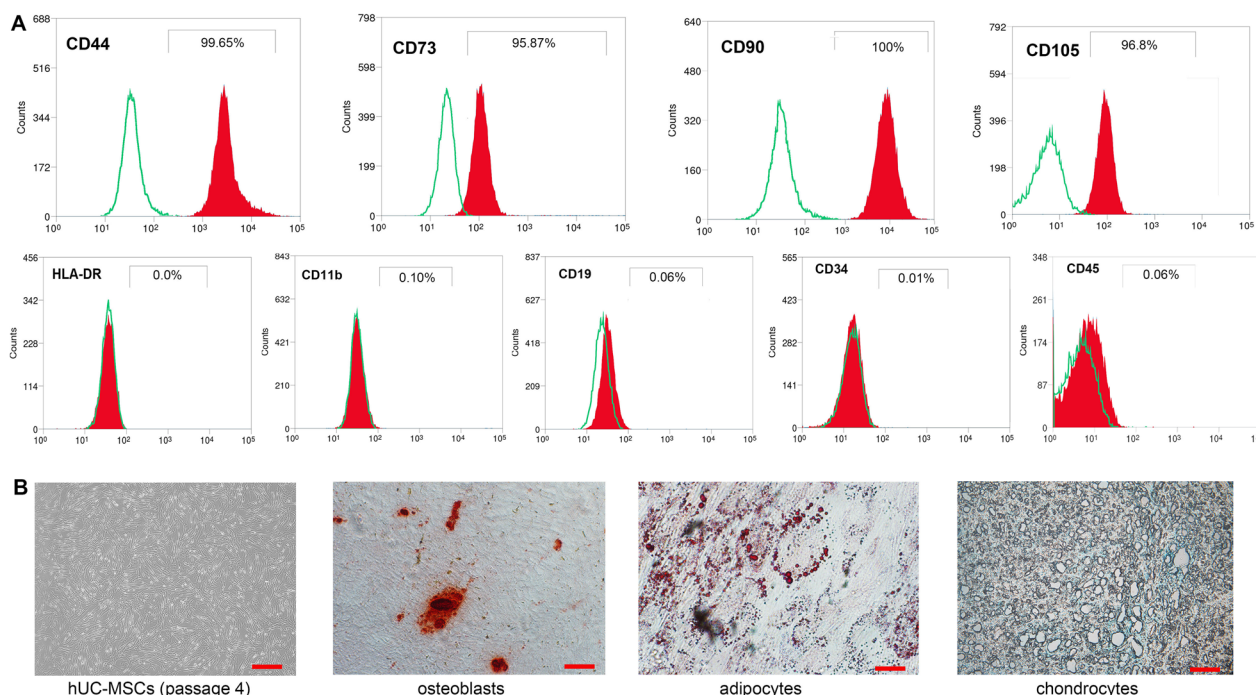 A
CD44
99.65%
688
516
344
172
0
Counts
10⁰ 10¹ 10² 10³ 10⁴ 10⁵
CD73
95.87%
798
598
399
199
0
Counts
10⁰ 10¹ 10² 10³ 10⁴ 10⁵
CD90
100%
640
480
320
160
0
Counts
10⁰ 10¹ 10² 10³ 10⁴ 10⁵
CD105
96.8%
792
594
396
198
0
Counts
10⁰ 10¹ 10² 10³ 10⁴ 10⁵
HLA-DR
0.0%
456
342
228
114
0
Counts
10⁰ 10¹ 10² 10³ 10⁴ 10⁵
CD11b
0.10%
843
632
421
210
0
Counts
10⁰ 10¹ 10² 10³ 10⁴ 10⁵
CD19
0.06%
837
627
418
209
0
Counts
10⁰ 10¹ 10² 10³ 10⁴ 10⁵
CD34
0.01%
565
423
282
141
0
Counts
10⁰ 10¹ 10² 10³ 10⁴ 10⁵
CD45
0.06%
348
261
174
87
0
Counts
10⁰ 10¹ 10² 10³ 10⁴
B
hUC-MSCs (passage 4)
osteoblasts
adipocytes
chondrocytes